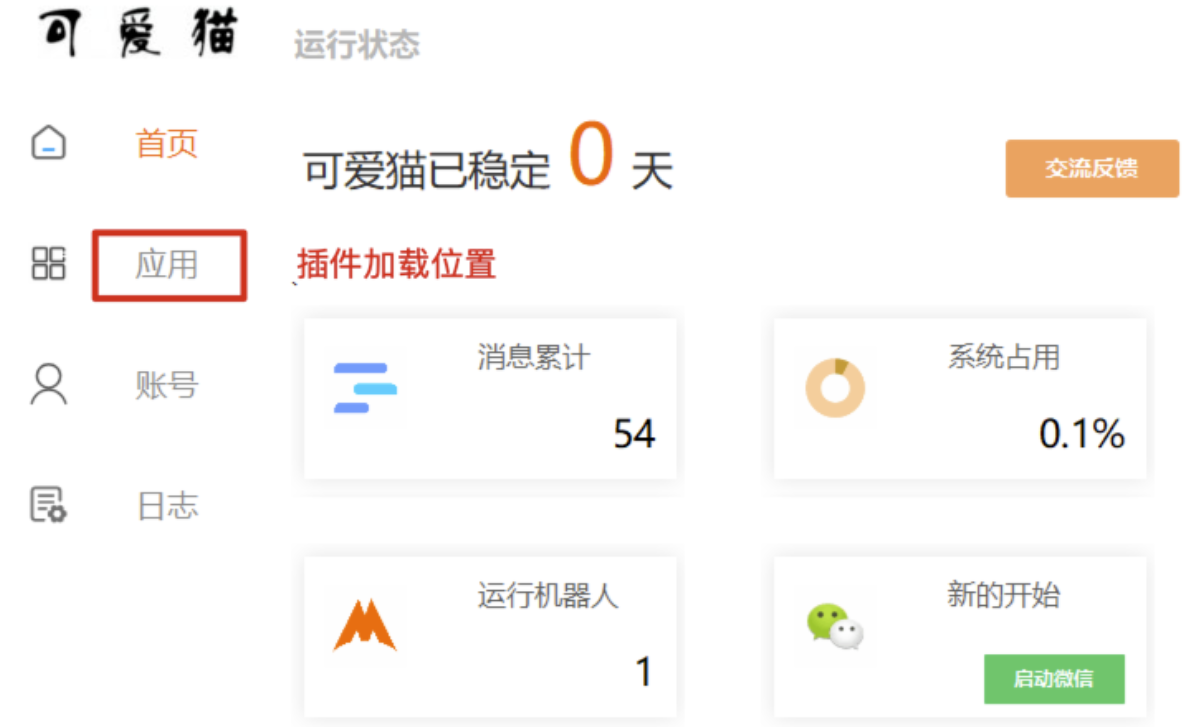 可爱猫
运行状态
首页
可爱猫已稳定 0 天
交流反馈
应用
插件加载位置
消息累计
54
系统占用
0.1%
账号
日志
运行机器人
1
新的开始
启动微信